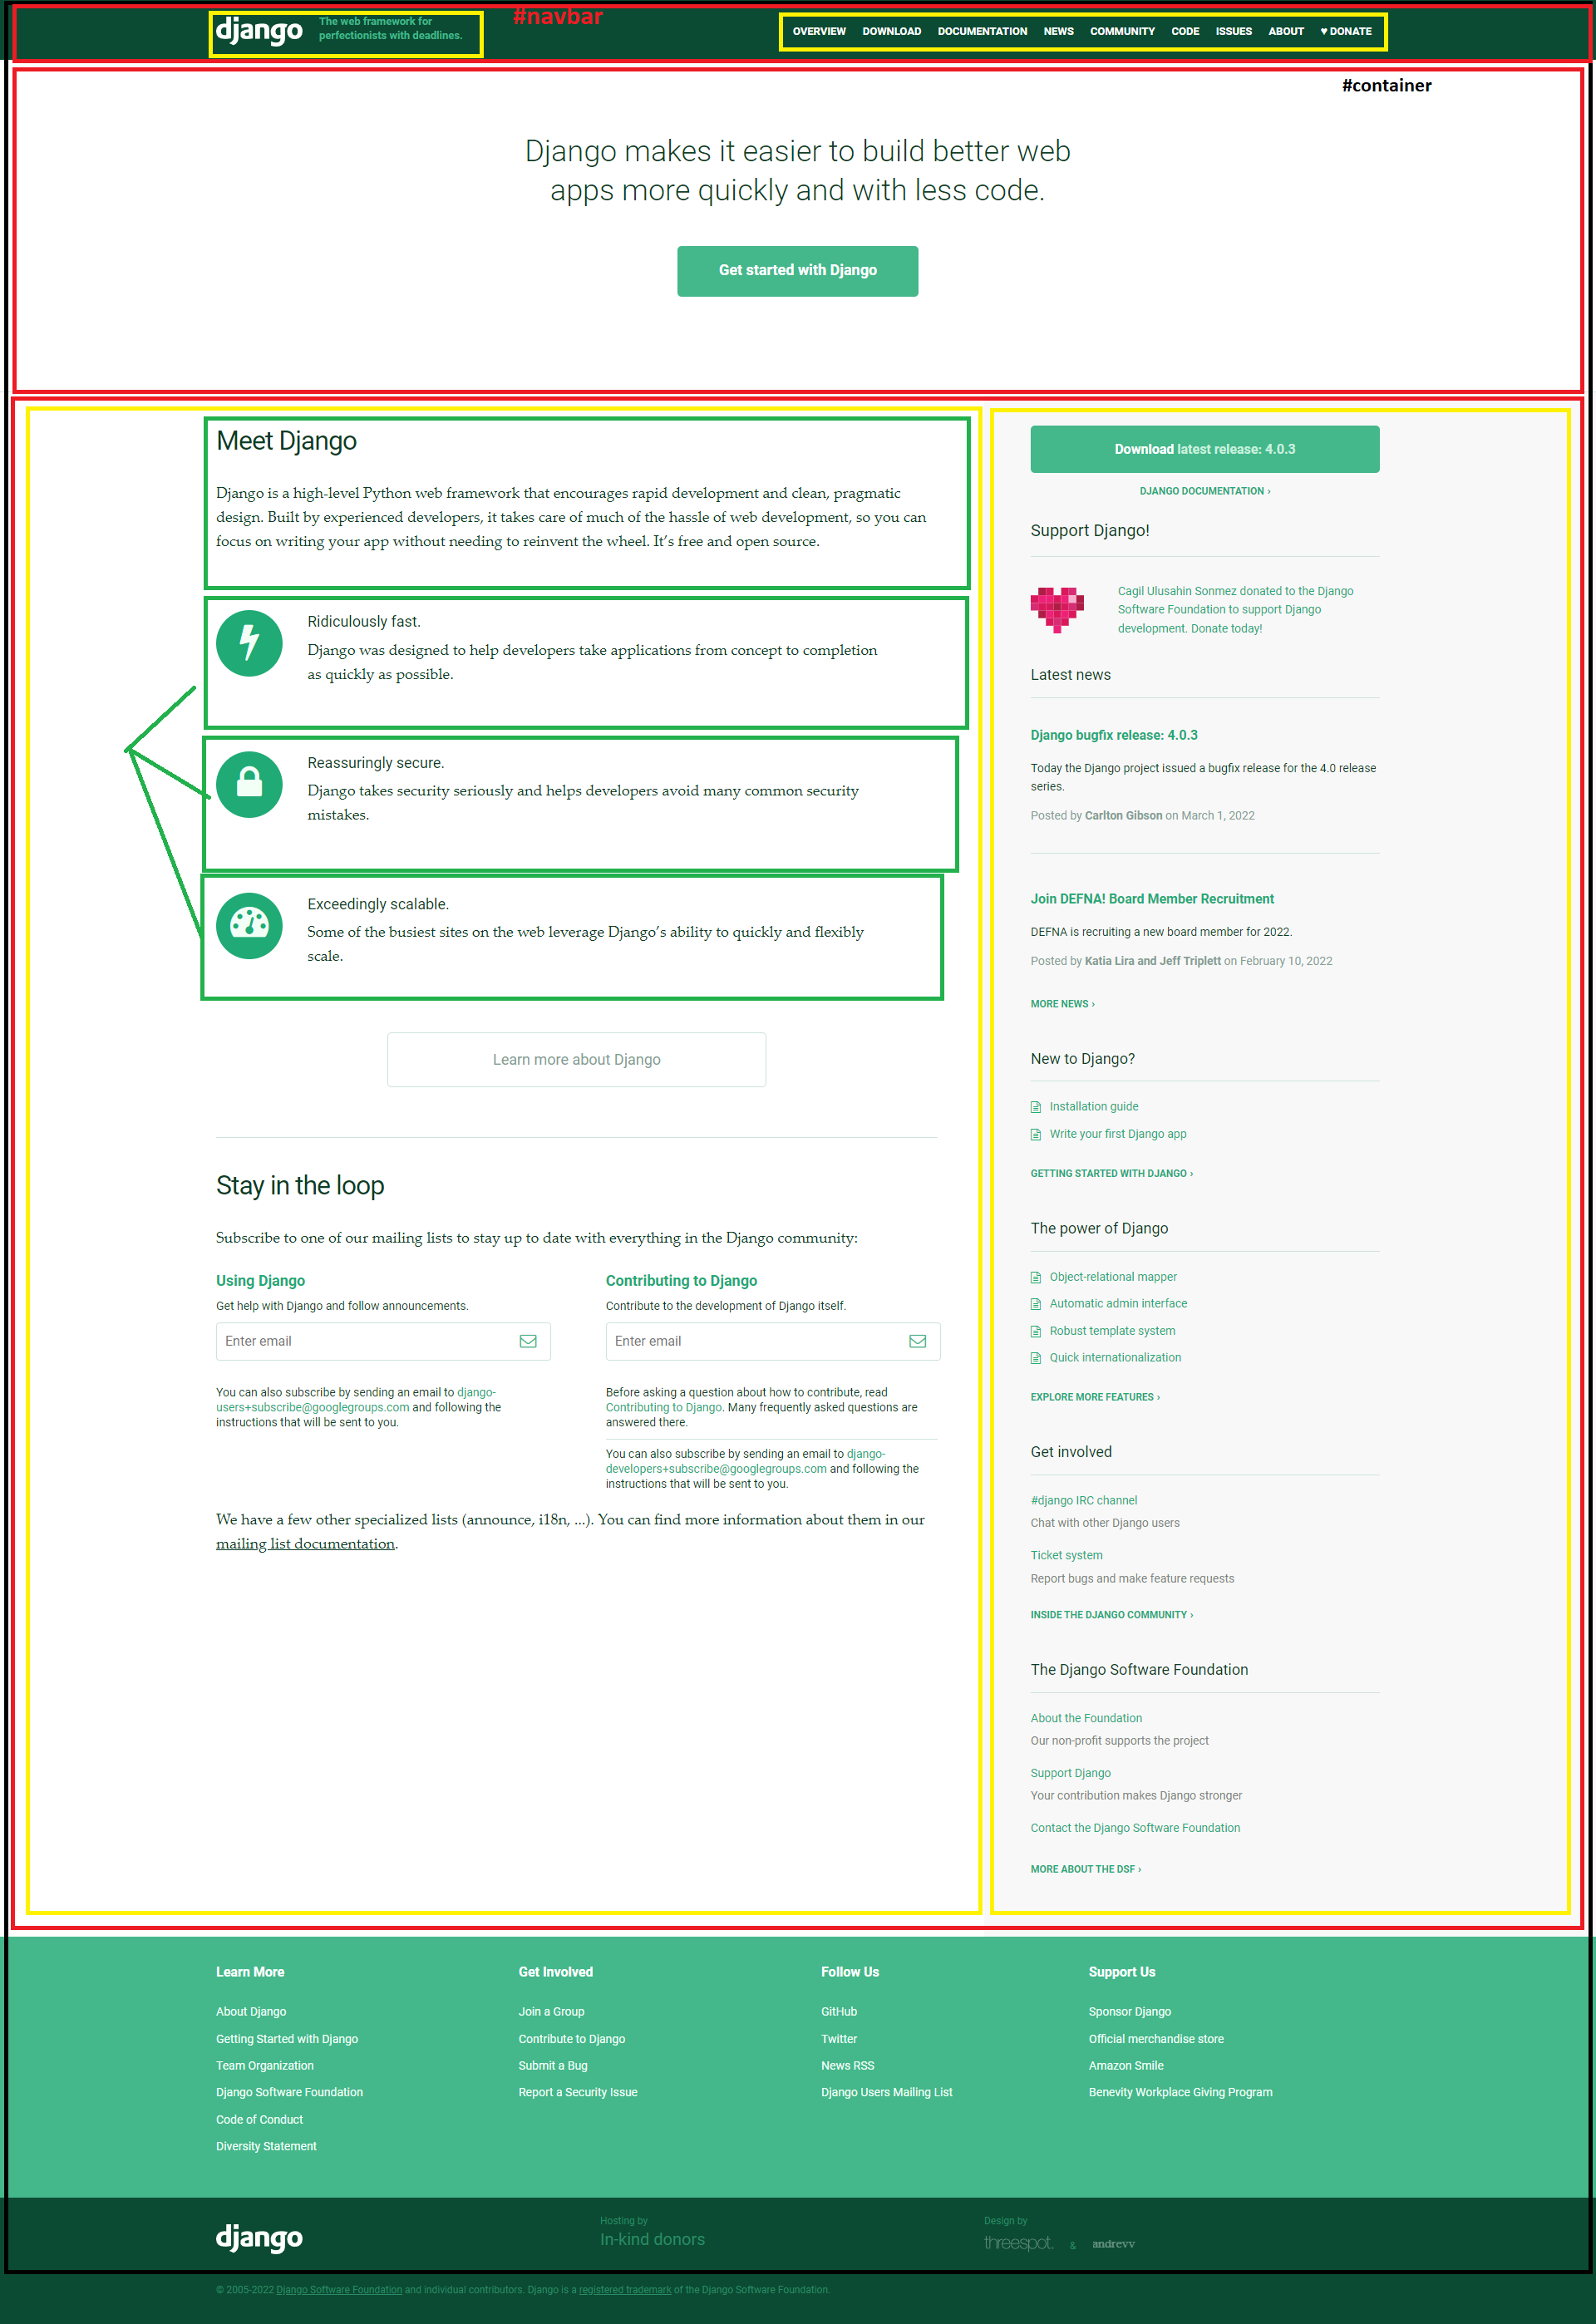 django
The web framework for
perfectionists with deadlines.
#navbar
OVERVIEW DOWNLOAD DOCUMENTATION NEWS COMMUNITY CODE ISSUES ABOUT ♥ DONATE
#container
Django makes it easier to build better web
apps more quickly and with less code.
Get started with Django
Meet Django
Django is a high-level Python web framework that encourages rapid development and clean, pragmatic
design. Built by experienced developers, it takes care of much of the hassle of web development, so you can
focus on writing your app without needing to reinvent the wheel. It’s free and open source.
Ridiculously fast.
Django was designed to help developers take applications from concept to completion
as quickly as possible.
Reassuringly secure.
Django takes security seriously and helps developers avoid many common security
mistakes.
Exceedingly scalable.
Some of the busiest sites on the web leverage Django’s ability to quickly and flexibly
scale.
Learn more about Django
Stay in the loop
Subscribe to one of our mailing lists to stay up to date with everything in the Django community:
Using Django
Get help with Django and follow announcements.
Enter email
You can also subscribe by sending an email to django-
users+subscribe@googlegroups.com and following the
instructions that will be sent to you.
Contributing to Django
Contribute to the development of Django itself.
Enter email
Before asking a question about how to contribute, read
Contributing to Django. Many frequently asked questions are
answered there.
You can also subscribe by sending an email to django-
developers+subscribe@googlegroups.com and following the
instructions that will be sent to you.
We have a few other specialized lists (announce, i18n, ...). You can find more information about them in our
mailing list documentation.
Download latest release: 4.0.3
DJANGO DOCUMENTATION ›
Support Django!
Cagil Ulusahin Sonmez donated to the Django
Software Foundation to support Django
development. Donate today!
Latest news
Django bugfix release: 4.0.3
Today the Django project issued a bugfix release for the 4.0 release
series.
Posted by Carlton Gibson on March 1, 2022
Join DEFNA! Board Member Recruitment
DEFNA is recruiting a new board member for 2022.
Posted by Katia Lira and Jeff Triplett on February 10, 2022
MORE NEWS ›
New to Django?
Installation guide
Write your first Django app
GETTING STARTED WITH DJANGO ›
The power of Django
Object-relational mapper
Automatic admin interface
Robust template system
Quick internationalization
EXPLORE MORE FEATURES ›
Get involved
#django IRC channel
Chat with other Django users
Ticket system
Report bugs and make feature requests
INSIDE THE DJANGO COMMUNITY ›
The Django Software Foundation
About the Foundation
Our non-profit supports the project
Support Django
Your contribution makes Django stronger
Contact the Django Software Foundation
MORE ABOUT THE DSF ›
Learn More
About Django
Getting Started with Django
Team Organization
Django Software Foundation
Code of Conduct
Diversity Statement
Get Involved
Join a Group
Contribute to Django
Submit a Bug
Report a Security Issue
Follow Us
GitHub
Twitter
News RSS
Django Users Mailing List
Support Us
Sponsor Django
Official merchandise store
Amazon Smile
Benevity Workplace Giving Program
django
Hosting by
In-kind donors
Design by
threespot. & andrevv
© 2005-2022 Django Software Foundation and individual contributors. Django is a registered trademark of the Django Software Foundation.